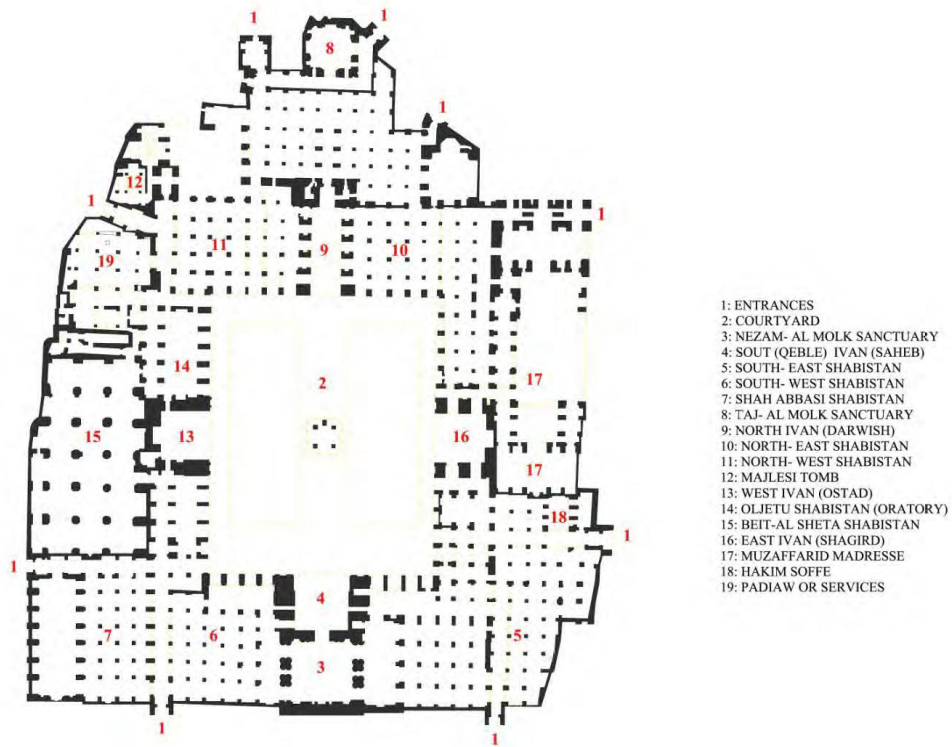 1 1
8
1
12
1 1
11 9 10
19
14 2 17
15 13 16
17
18
1
1
4
7 6 5
3
1 1
1: ENTRANCES
2: COURTYARD
3: NEZAM- AL MOLK SANCTUARY
4: SOUT (QEBLE) IVAN (SAHEB)
5: SOUTH- EAST SHABISTAN
6: SOUTH- WEST SHABISTAN
7: SHAH ABBASI SHABISTAN
8: TAJ- AL MOLK SANCTUARY
9: NORTH IVAN (DARWISH)
10: NORTH- EAST SHABISTAN
11: NORTH- WEST SHABISTAN
12: MAJLESI TOMB
13: WEST IVAN (OSTAD)
14: OLJETU SHABISTAN (ORATORY)
15: BEIT-AL SHETA SHABISTAN
16: EAST IVAN (SHAGIRD)
17: MUZAFFARID MADRESSE
18: HAKIM SOFFE
19: PADIAW OR SERVICES